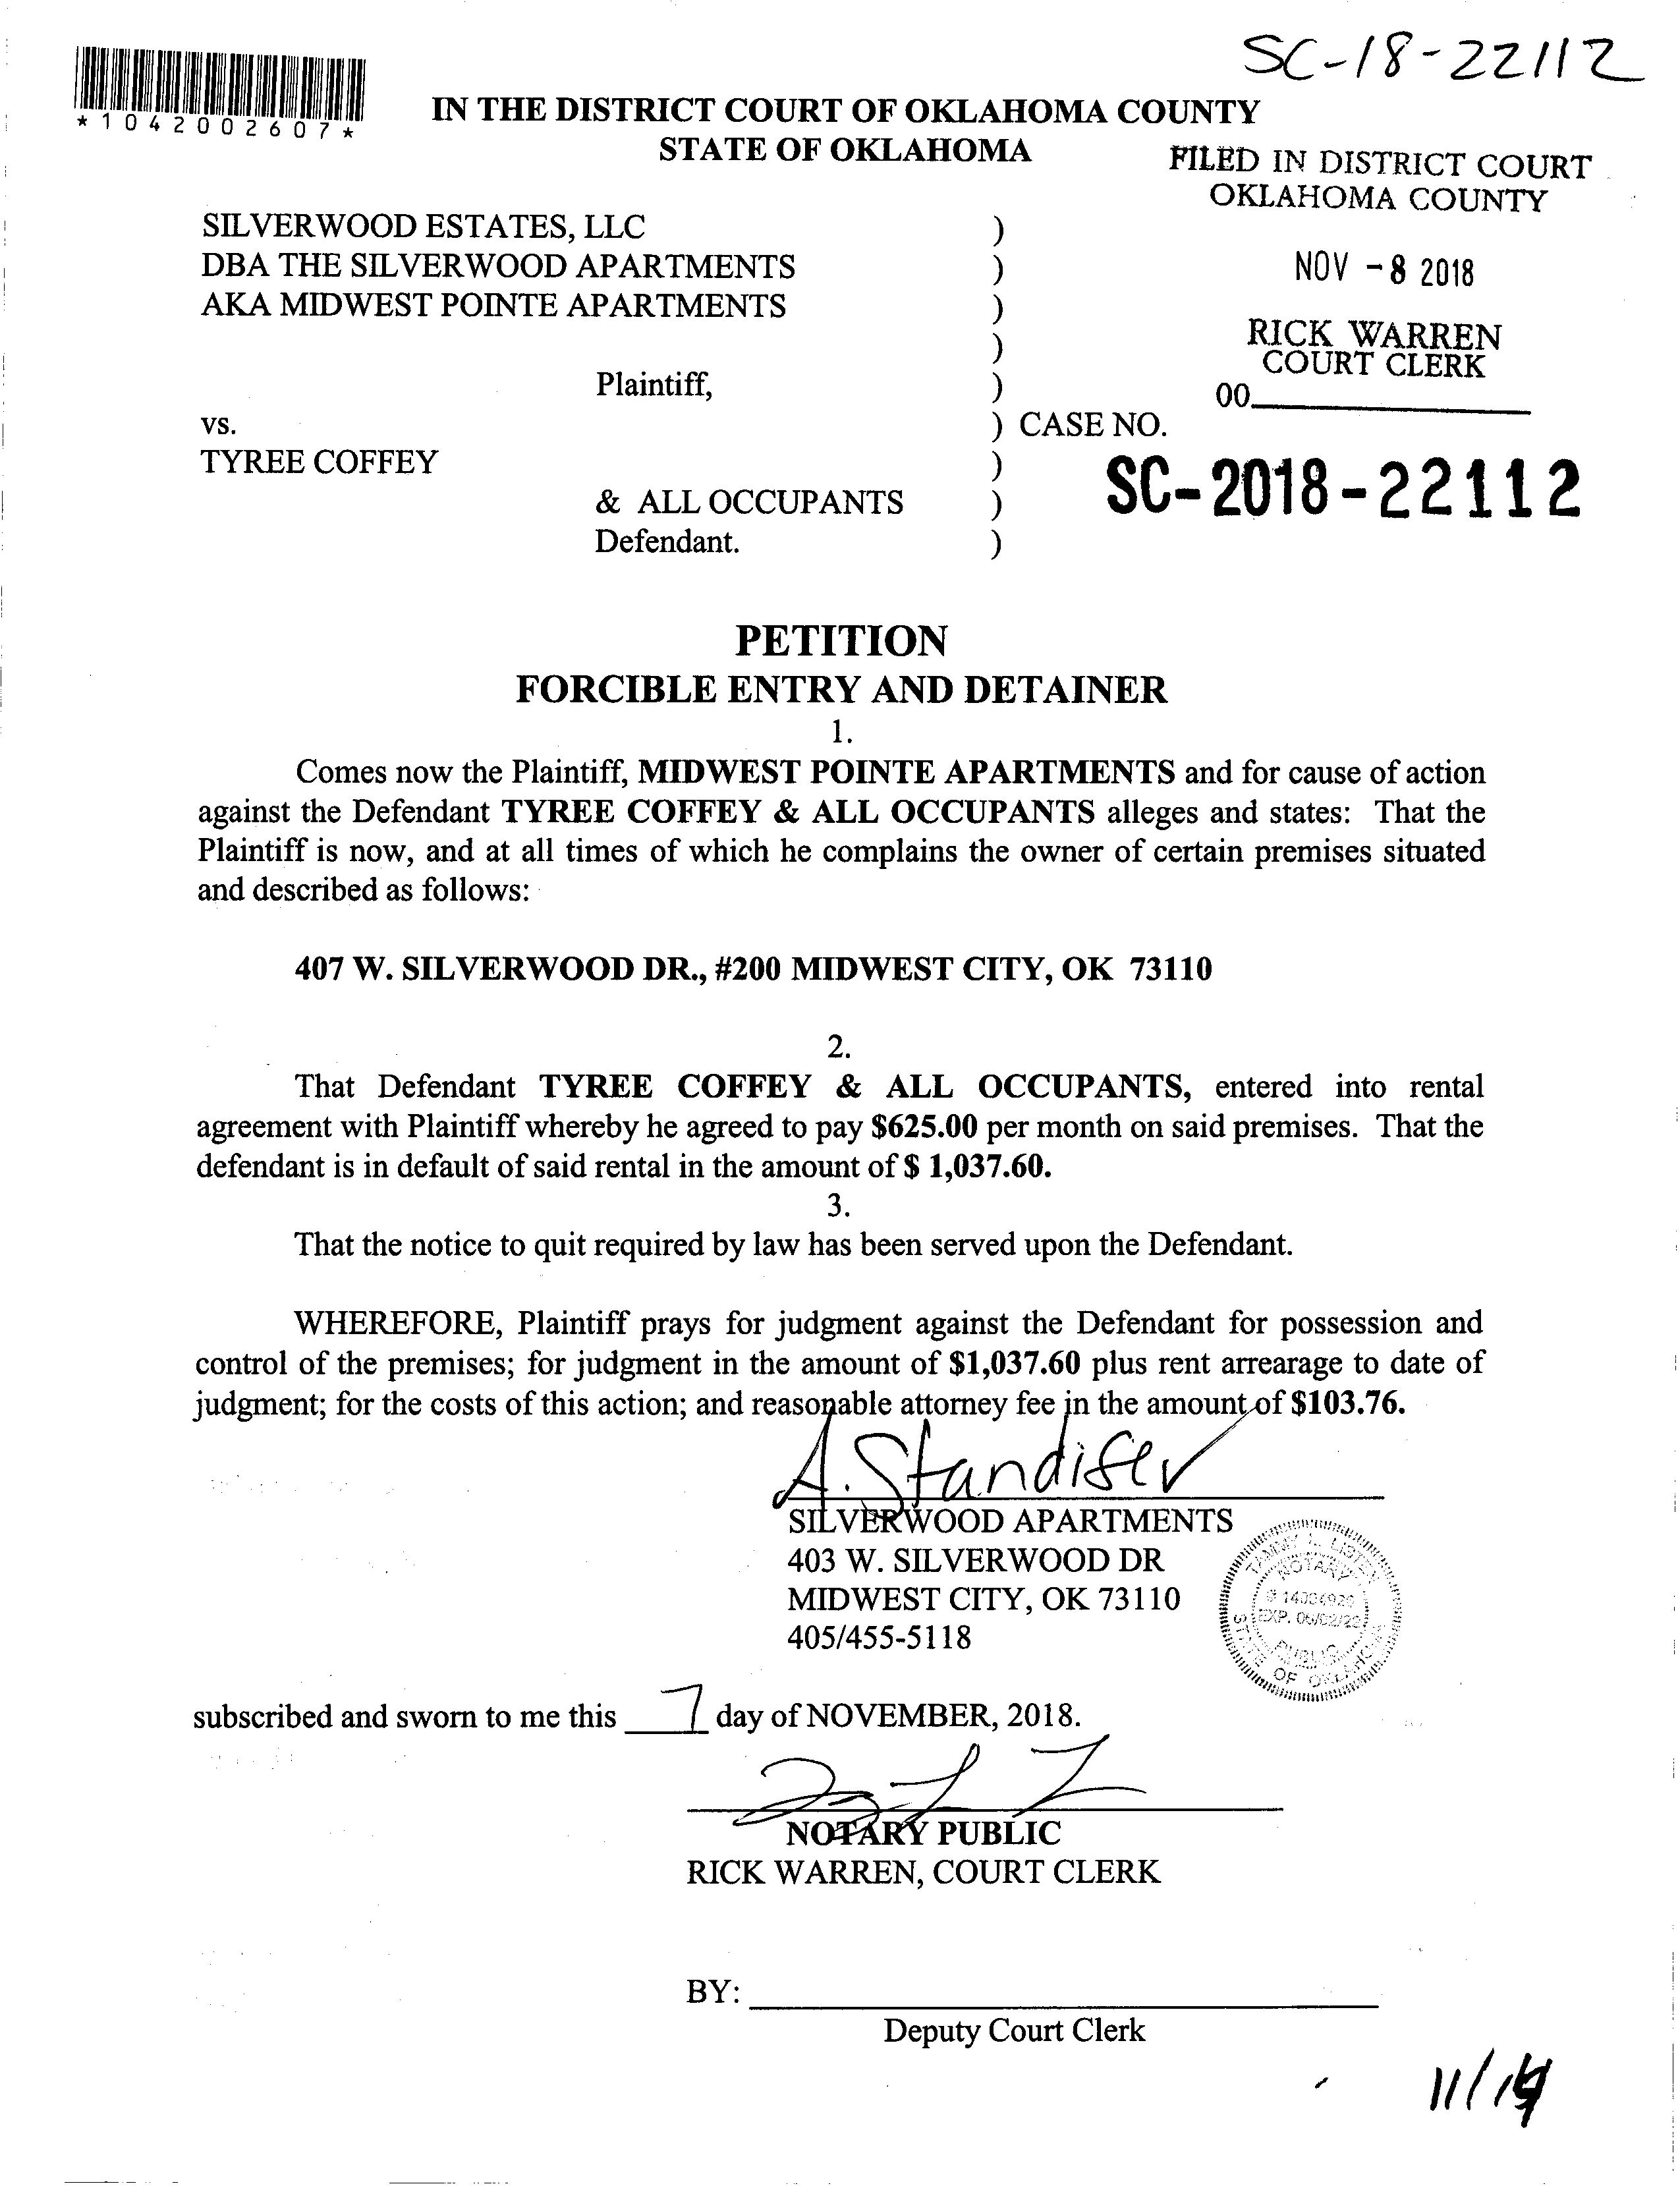 SC-18-22112
*1042002607*
IN THE DISTRICT COURT OF OKLAHOMA COUNTY
STATE OF OKLAHOMA
FILED IN DISTRICT COURT
OKLAHOMA COUNTY
SILVERWOOD ESTATES, LLC )
DBA THE SILVERWOOD APARTMENTS )
NOV -8 2018
AKA MIDWEST POINTE APARTMENTS )
)
RICK WARREN
COURT CLERK
Plaintiff, )
00
vs. ) CASE NO.
TYREE COFFEY )
SC-2018-22112
& ALL OCCUPANTS )
Defendant. )
PETITION
FORCIBLE ENTRY AND DETAINER
1.
Comes now the Plaintiff, MIDWEST POINTE APARTMENTS and for cause of action
against the Defendant TYREE COFFEY & ALL OCCUPANTS alleges and states: That the
Plaintiff is now, and at all times of which he complains the owner of certain premises situated
and described as follows:
407 W. SILVERWOOD DR., #200 MIDWEST CITY, OK 73110
2.
That Defendant TYREE COFFEY & ALL OCCUPANTS, entered into rental
agreement with Plaintiff whereby he agreed to pay $625.00 per month on said premises. That the
defendant is in default of said rental in the amount of $ 1,037.60.
3.
That the notice to quit required by law has been served upon the Defendant.
WHEREFORE, Plaintiff prays for judgment against the Defendant for possession and
control of the premises; for judgment in the amount of $1,037.60 plus rent arrearage to date of
judgment; for the costs of this action; and reasonable attorney fee in the amount of $103.76.
A. Standifer
SILVERWOOD APARTMENTS
403 W. SILVERWOOD DR
MIDWEST CITY, OK 73110
405/455-5118
NOTARY
PUBLIC
STATE OF OKLAHOMA
subscribed and sworn to me this 7 day of NOVEMBER, 2018.
NOTARY PUBLIC
RICK WARREN, COURT CLERK
BY:
Deputy Court Clerk
11/19